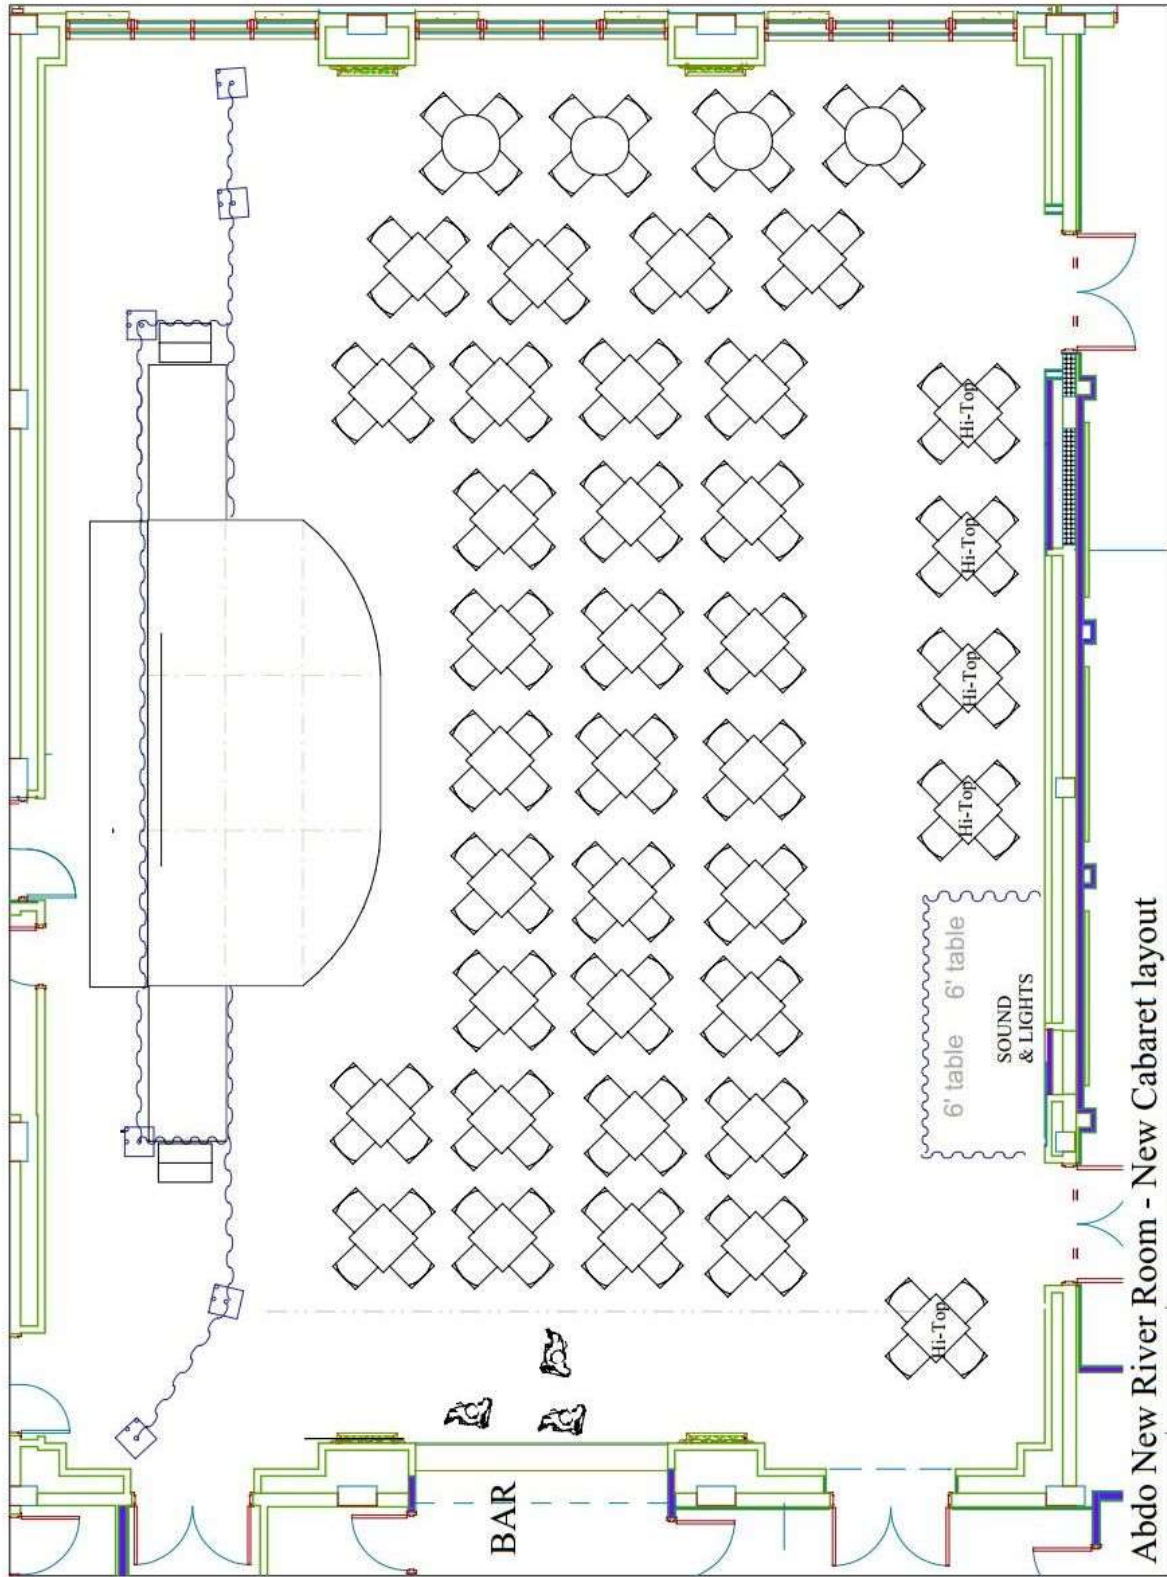 BAR
Hi-Top
6' table 6' table
Hi-Top
Hi-Top
Hi-Top
Hi-Top
SOUND
& LIGHTS
Abdo New River Room - New Cabaret layout